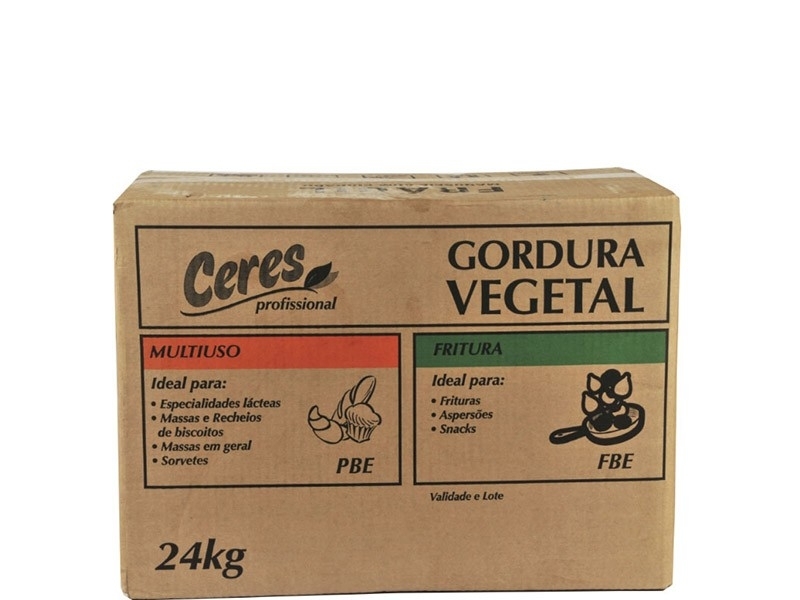 Ceres
profissional
GORDURA
VEGETAL
MULTIUSO
Ideal para:
• Especialidades lácteas
• Massas e Recheios
de biscoitos
• Massas em geral
• Sorvetes
PBE
FRITURA
Ideal para:
• Frituras
• Aspersões
• Snacks
FBE
Validade e Lote
24kg